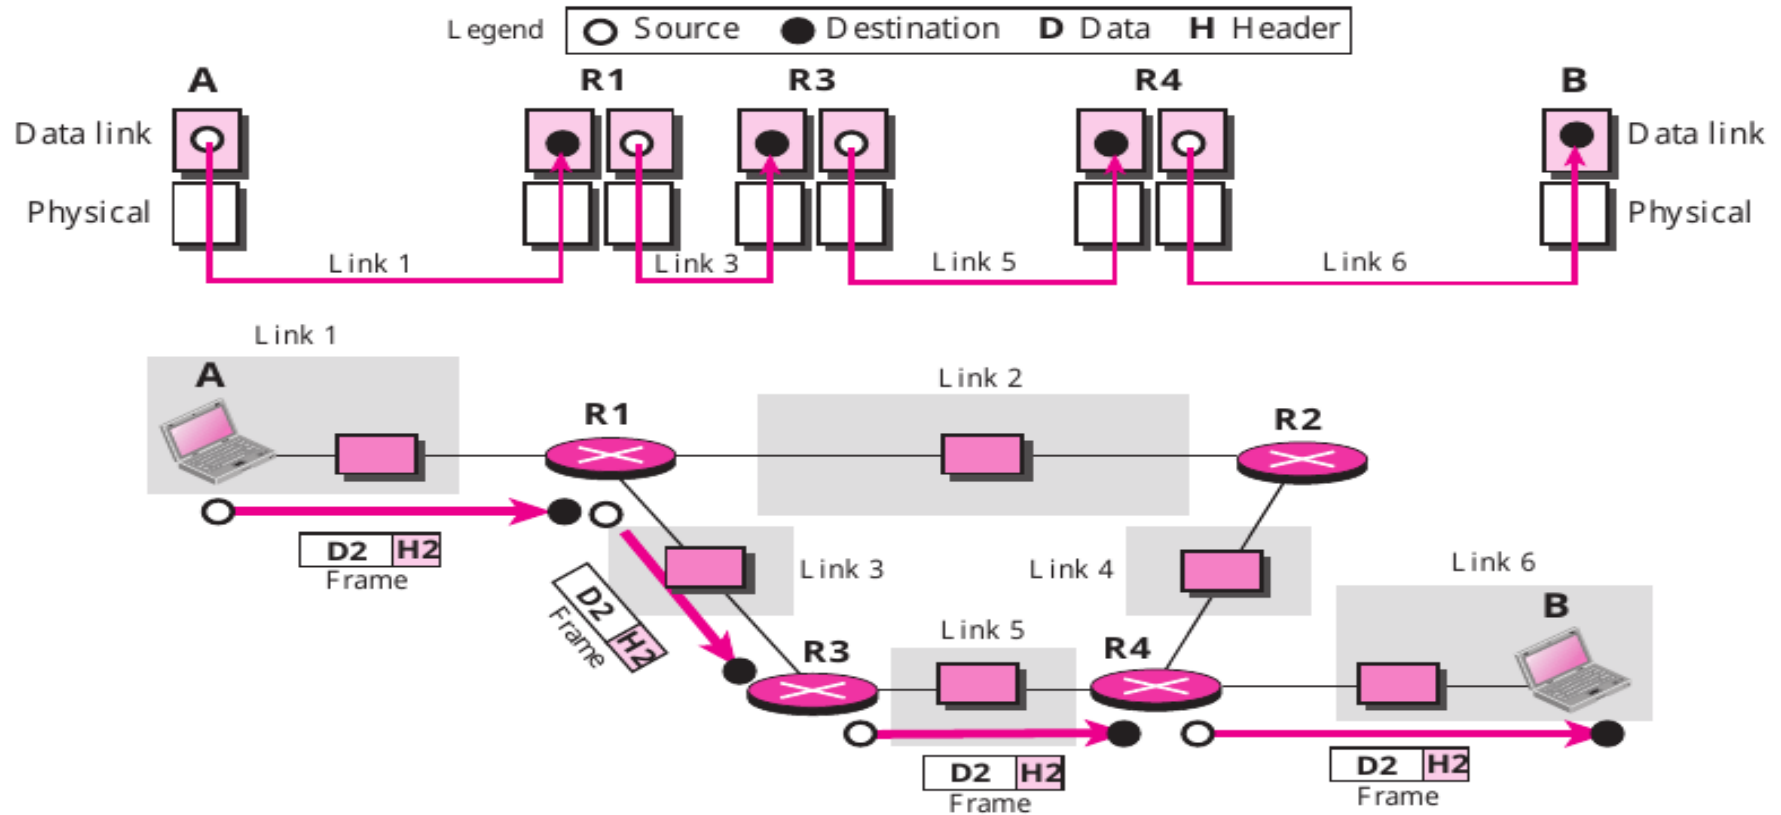 Legend Source Destination D Data H Header
A R1 R3 R4 B
Data link Data link
Physical Physical
Link 1 Link 3 Link 5 Link 6
Link 1
A
Link 2
R1 R2
D2 H2
Frame
Link 3
Link 4
Link 6
D2 H2
Frame
B
Link 5
R3 R4
D2 H2
Frame
D2 H2
Frame